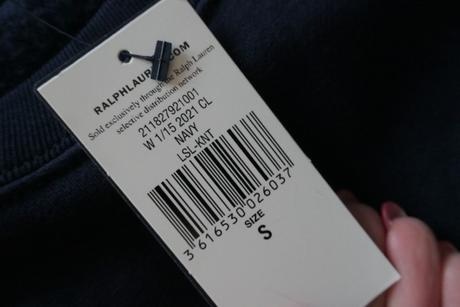 RALPHLAUREN.COM
Sold exclusively through the Ralph Lauren
selective distribution network
211827921001
W 1/15 2021 CL
NAVY
LSL-KNT
3 616530 026037
SIZE
S